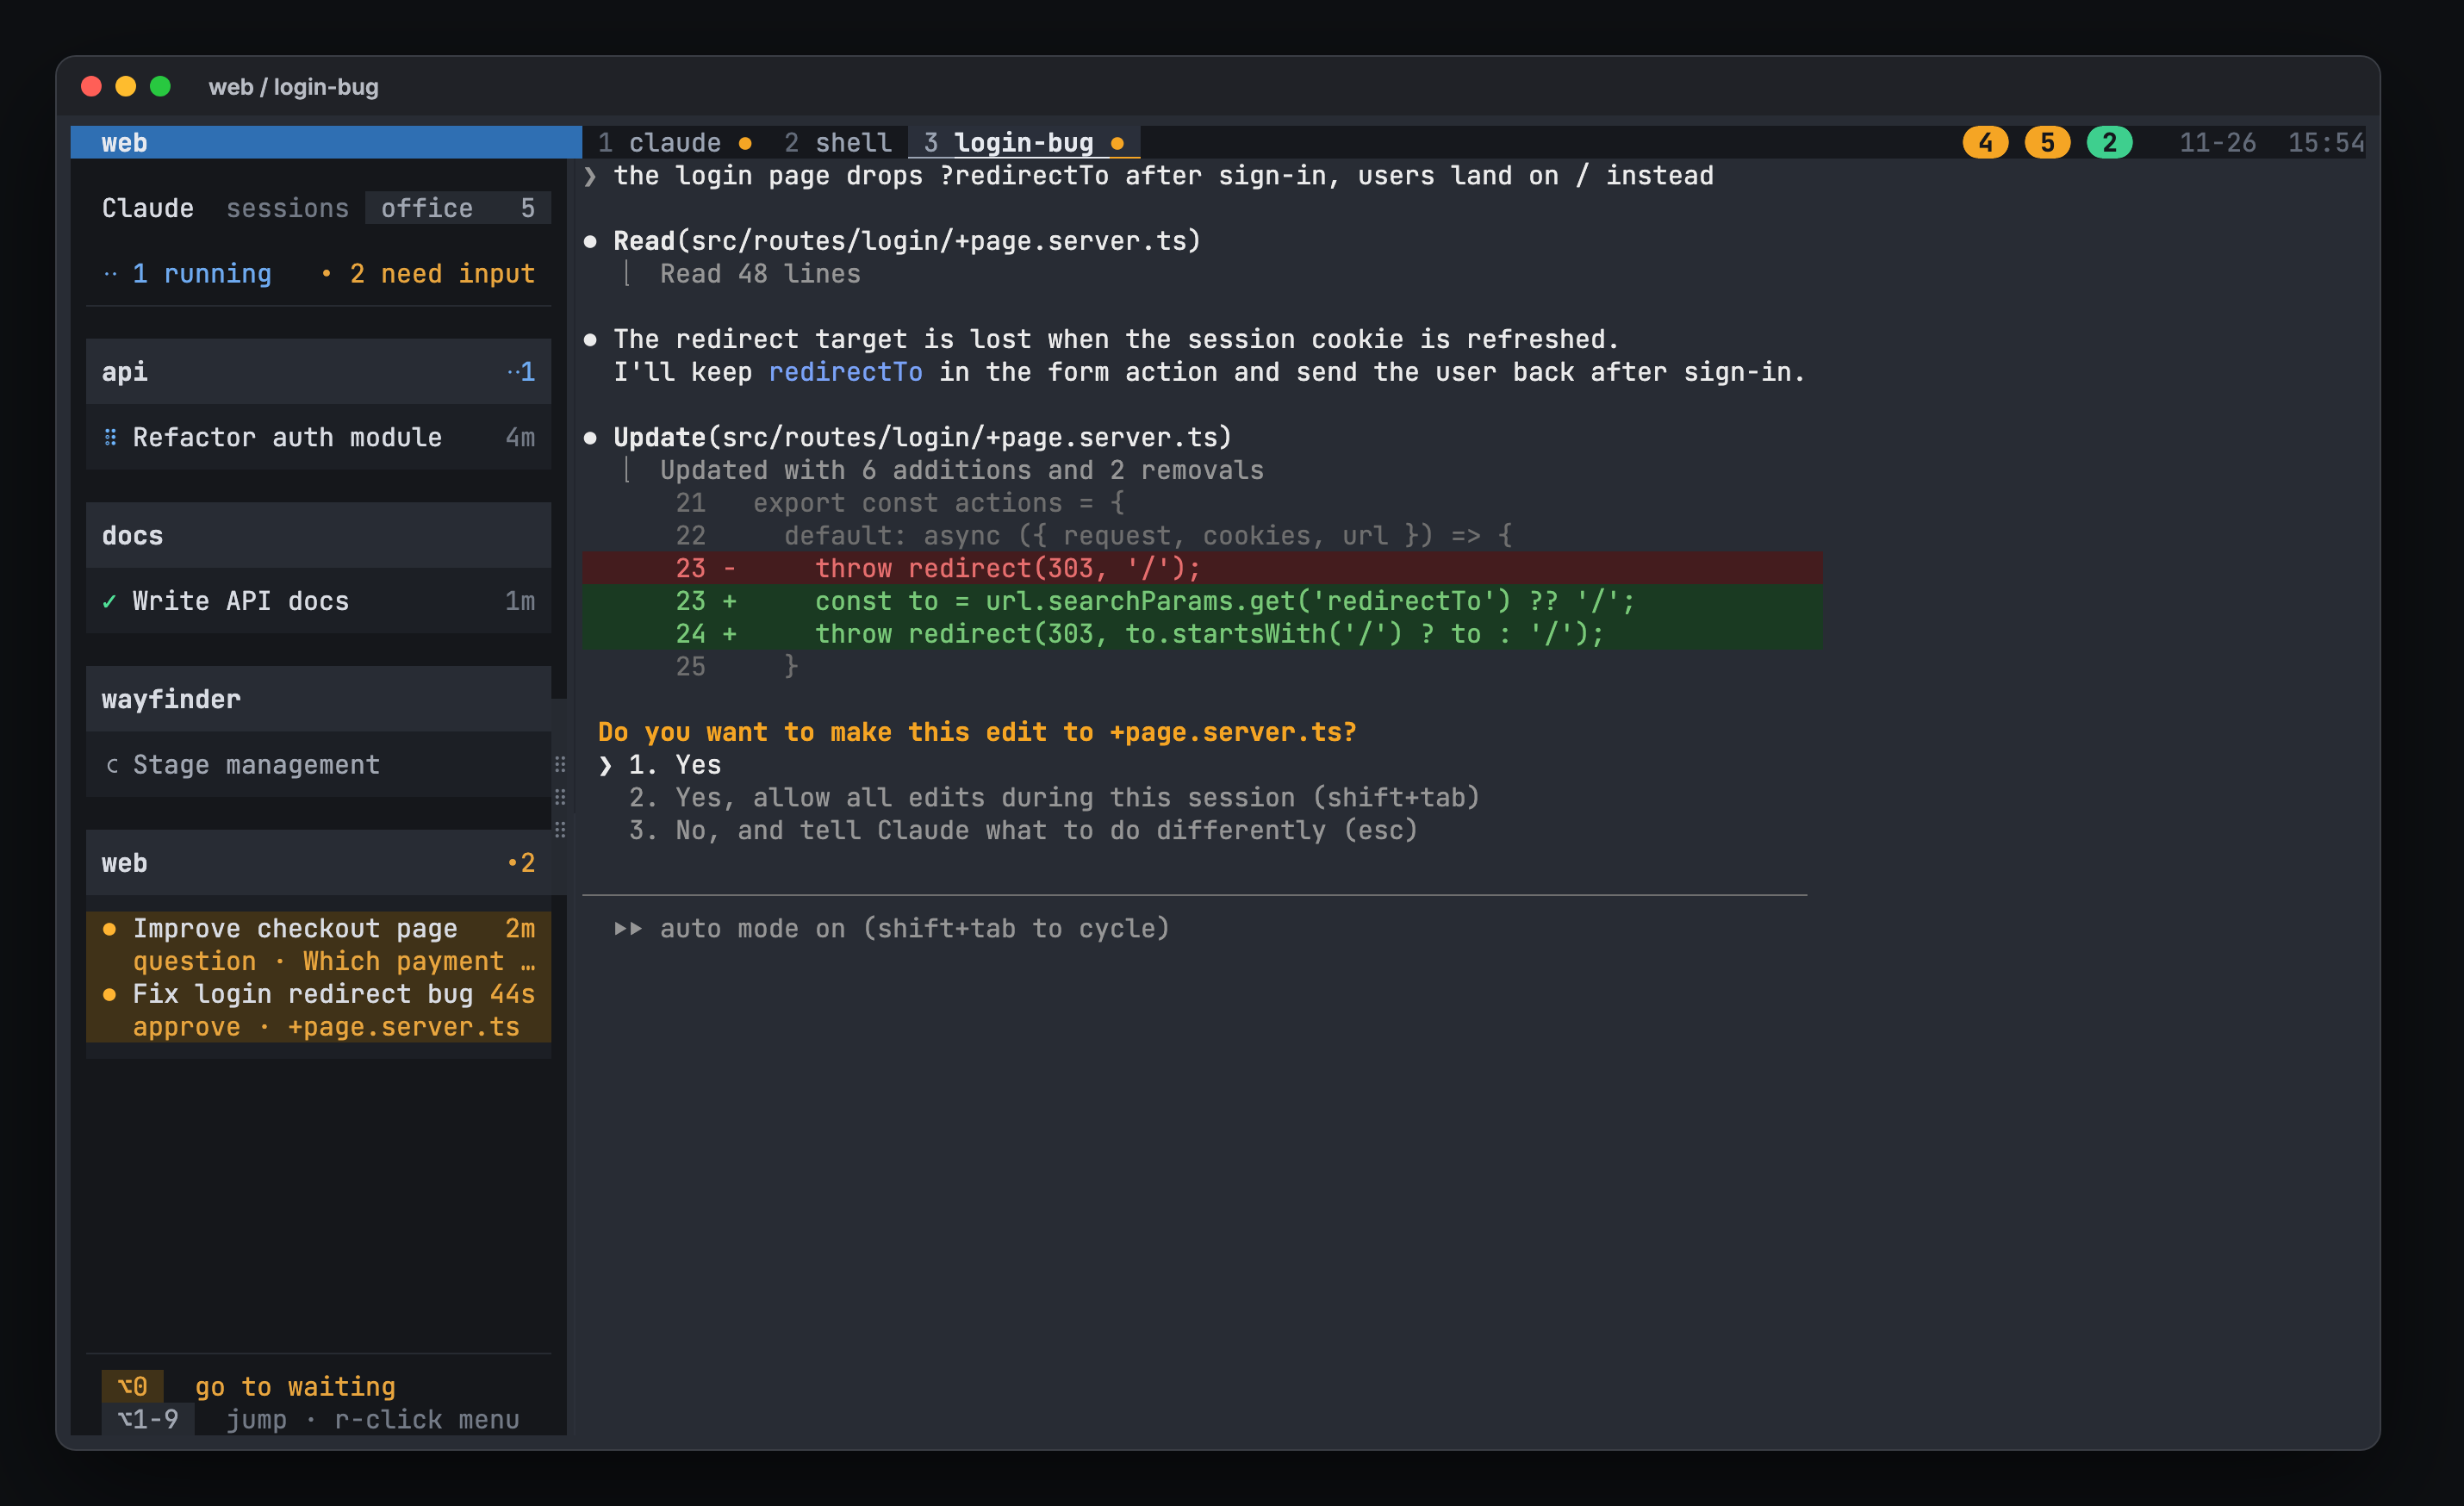 web / login-bug
web
1 claude ● 2 shell 3 login-bug ●
4 5 2 11-26 15:54
Claude sessions office 5
·· 1 running • 2 need input
api ··1
⠿ Refactor auth module 4m
docs
✓ Write API docs 1m
wayfinder
☾ Stage management
web •2
● Improve checkout page 2m
question · Which payment …
● Fix login redirect bug 44s
approve · +page.server.ts
⌥0 go to waiting
⌥1-9 jump · r-click menu
❯ the login page drops ?redirectTo after sign-in, users land on / instead
● Read(src/routes/login/+page.server.ts)
⎣ Read 48 lines
● The redirect target is lost when the session cookie is refreshed.
I'll keep redirectTo in the form action and send the user back after sign-in.
● Update(src/routes/login/+page.server.ts)
⎣ Updated with 6 additions and 2 removals
21 export const actions = {
22 default: async ({ request, cookies, url }) => {
23 - throw redirect(303, '/');
23 + const to = url.searchParams.get('redirectTo') ?? '/';
24 + throw redirect(303, to.startsWith('/') ? to : '/');
25 }
Do you want to make this edit to +page.server.ts?
❯ 1. Yes
2. Yes, allow all edits during this session (shift+tab)
3. No, and tell Claude what to do differently (esc)
▸▸ auto mode on (shift+tab to cycle)